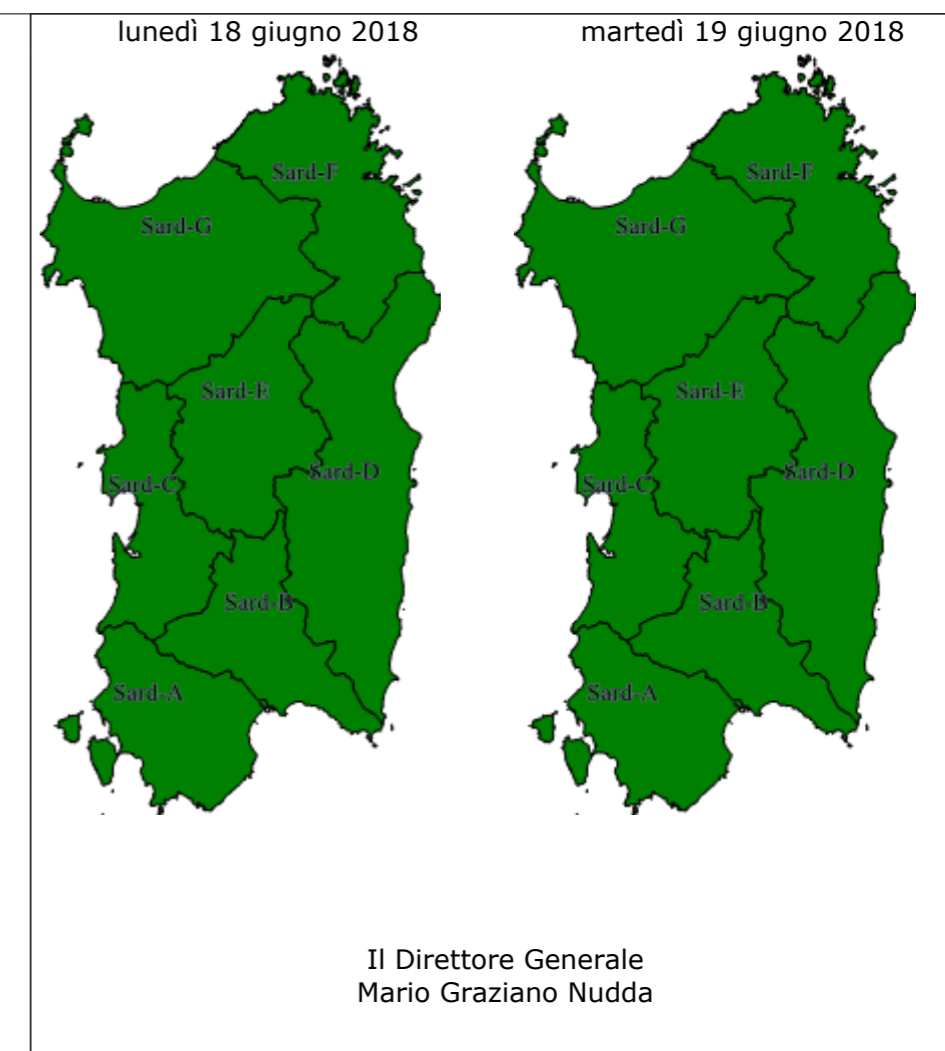 lunedì 18 giugno 2018
martedì 19 giugno 2018
Sard-F
Sard-G
Sard-E
Sard-D
Sard-C
Sard-B
Sard-A
Sard-F
Sard-G
Sard-E
Sard-D
Sard-C
Sard-B
Sard-A
Il Direttore Generale
Mario Graziano Nudda